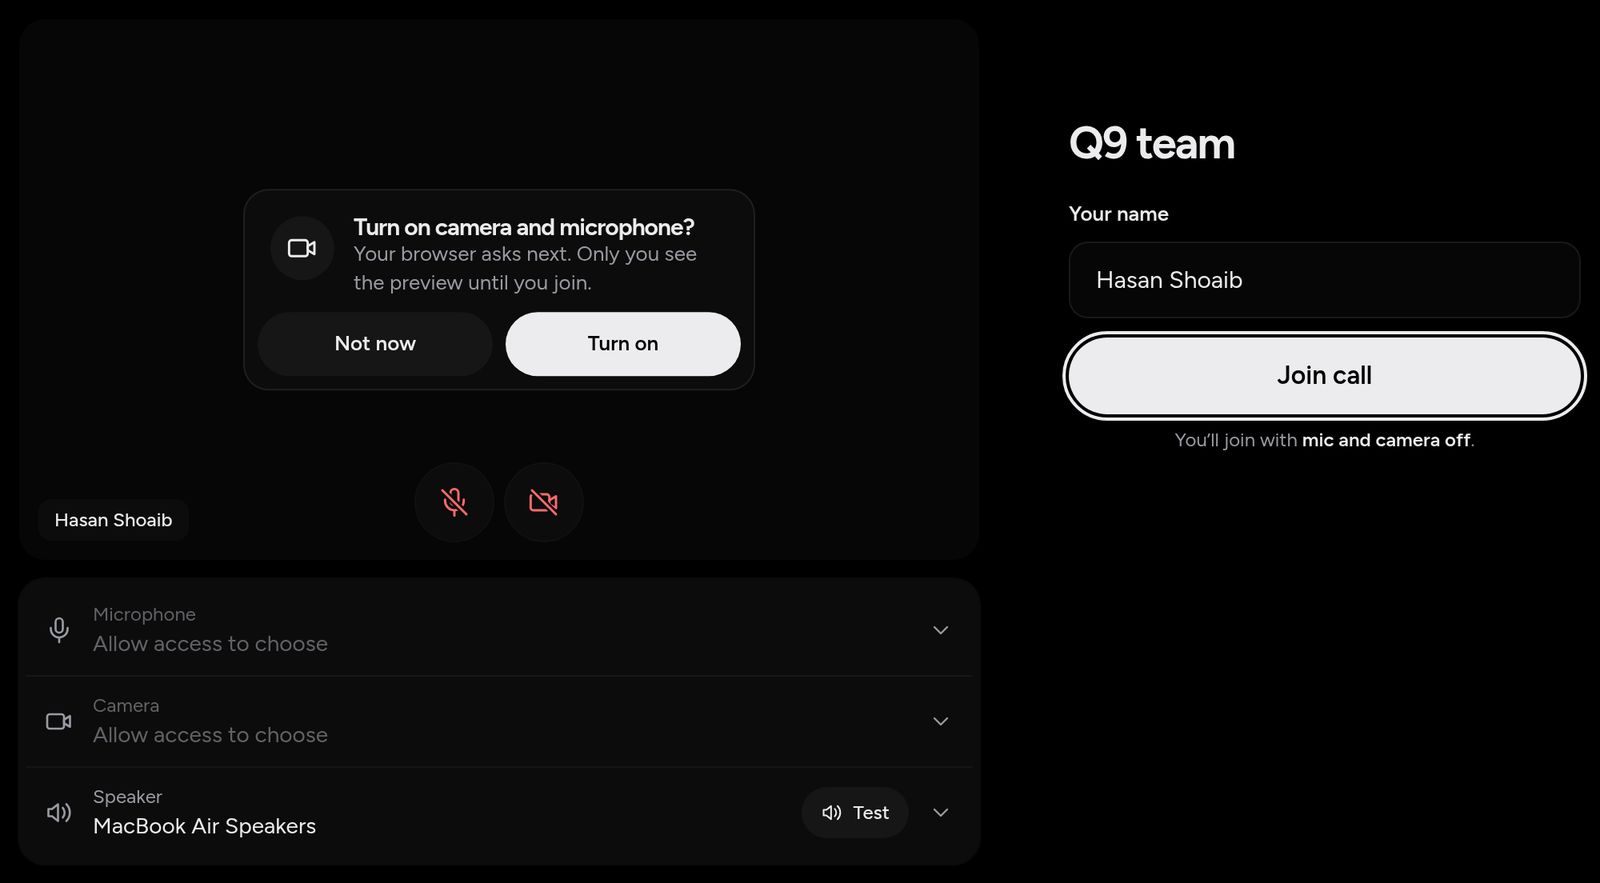 Turn on camera and microphone?
Your browser asks next. Only you see
the preview until you join.
Not now
Turn on
Hasan Shoaib
Microphone
Allow access to choose
Camera
Allow access to choose
Speaker
MacBook Air Speakers
Test
Q9 team
Your name
Hasan Shoaib
Join call
You’ll join with mic and camera off.